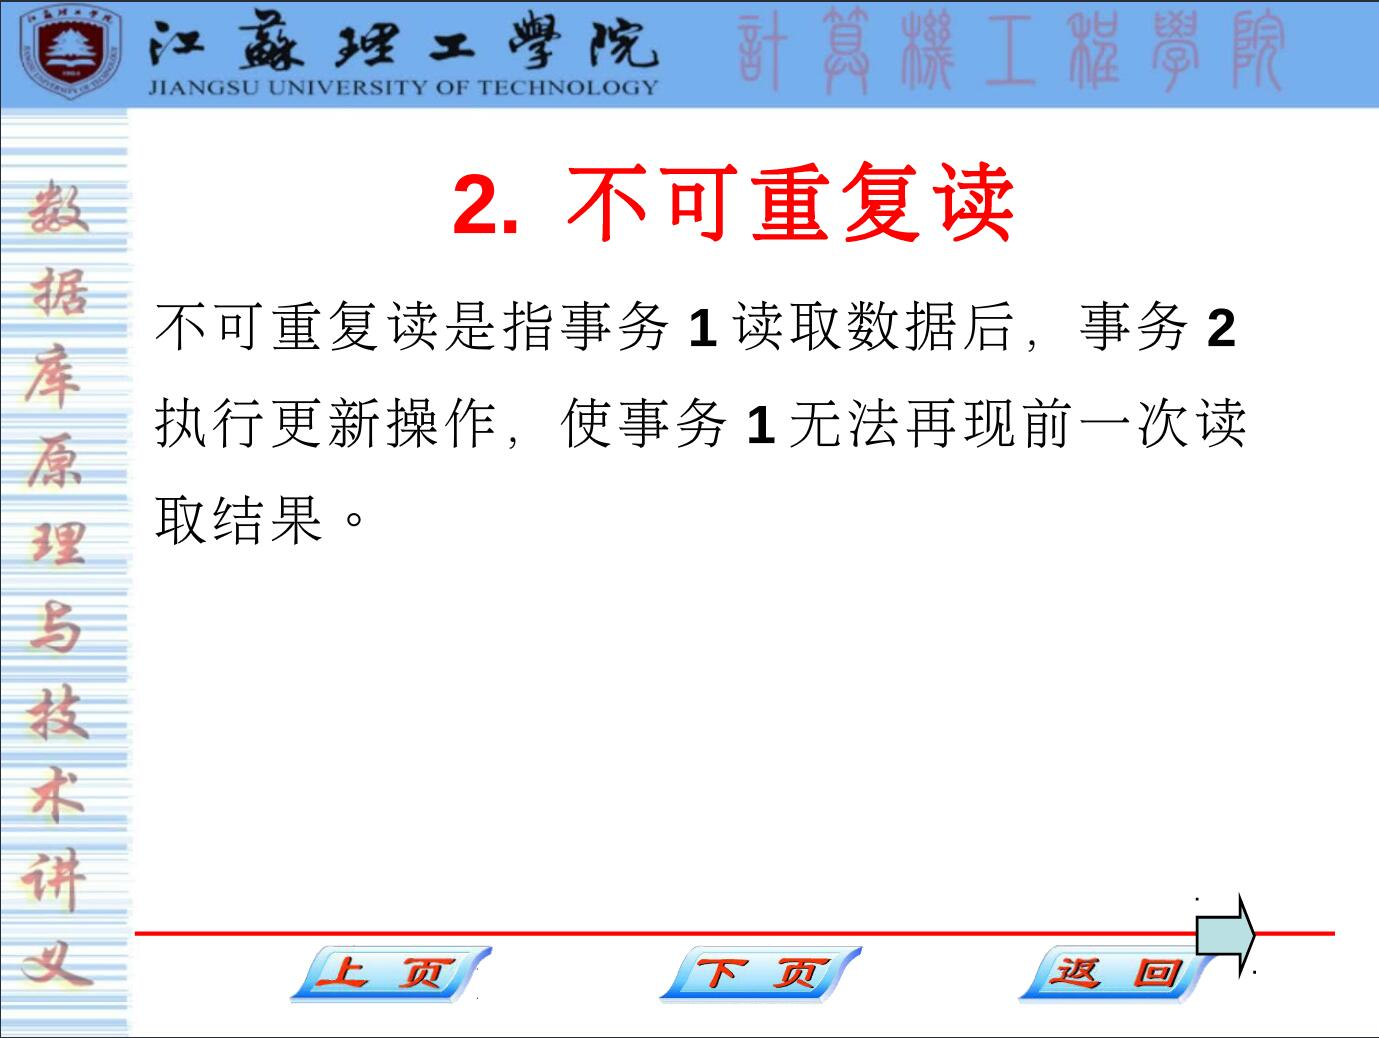 江蘇理工學院
JIANGSU UNIVERSITY OF TECHNOLOGY
計算機工程學院
数据库原理与技术讲义
2. 不可重复读
不可重复读是指事务 1 读取数据后，事务 2
执行更新操作，使事务 1 无法再现前一次读
取结果。
上页
下页
返回